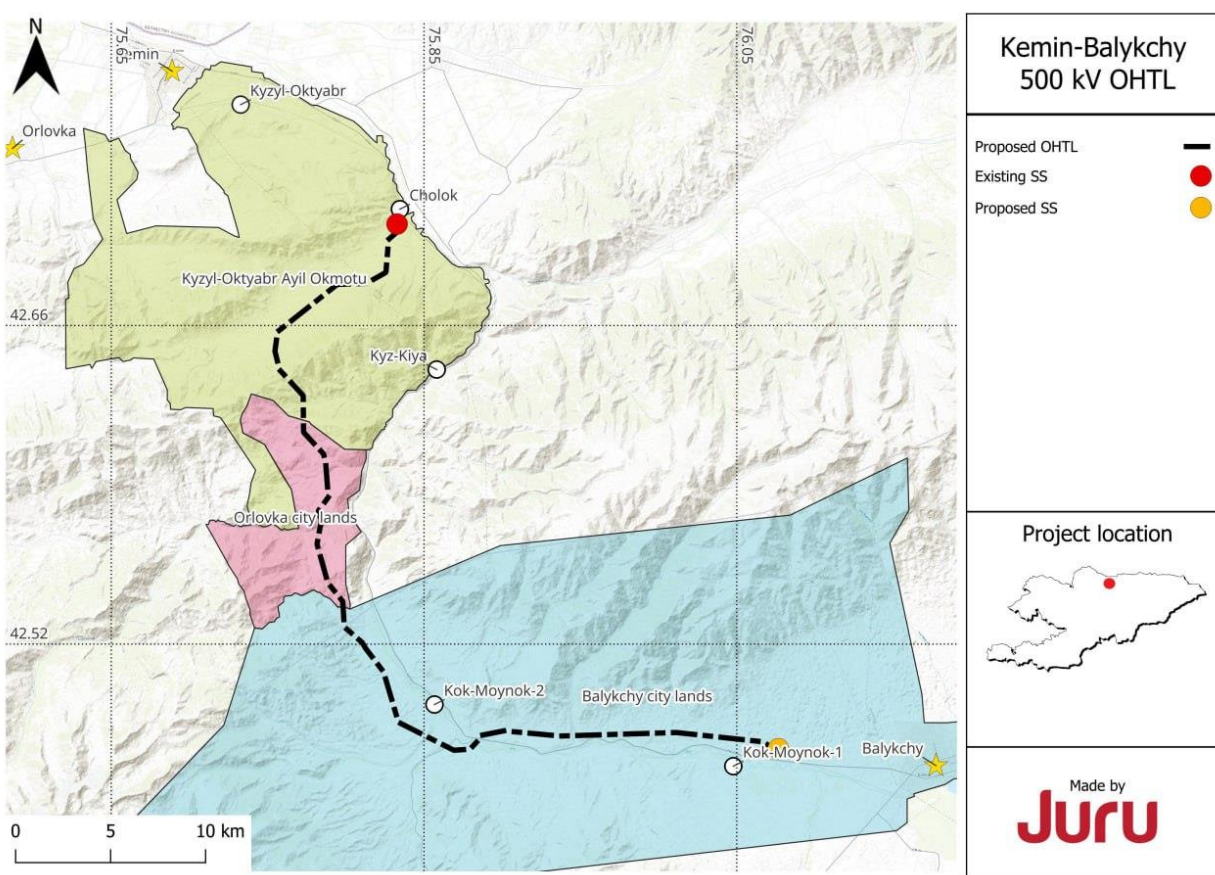 N
75.65
75.85
76.05
emin
Kyzyl-Oktyabr
Orlovka
Cholok
Kyzyl-Oktyabr Ayil Okmotu
42.66
Kyz-Kiya
Orlovka city lands
42.52
Kok-Moynok-2
Balykchy city lands
Kok-Moynok-1
Balykchy
0 5 10 km
Kemin-Balykchy
500 kV OHTL
Proposed OHTL
Existing SS
Proposed SS
Project location
Made by
Juru